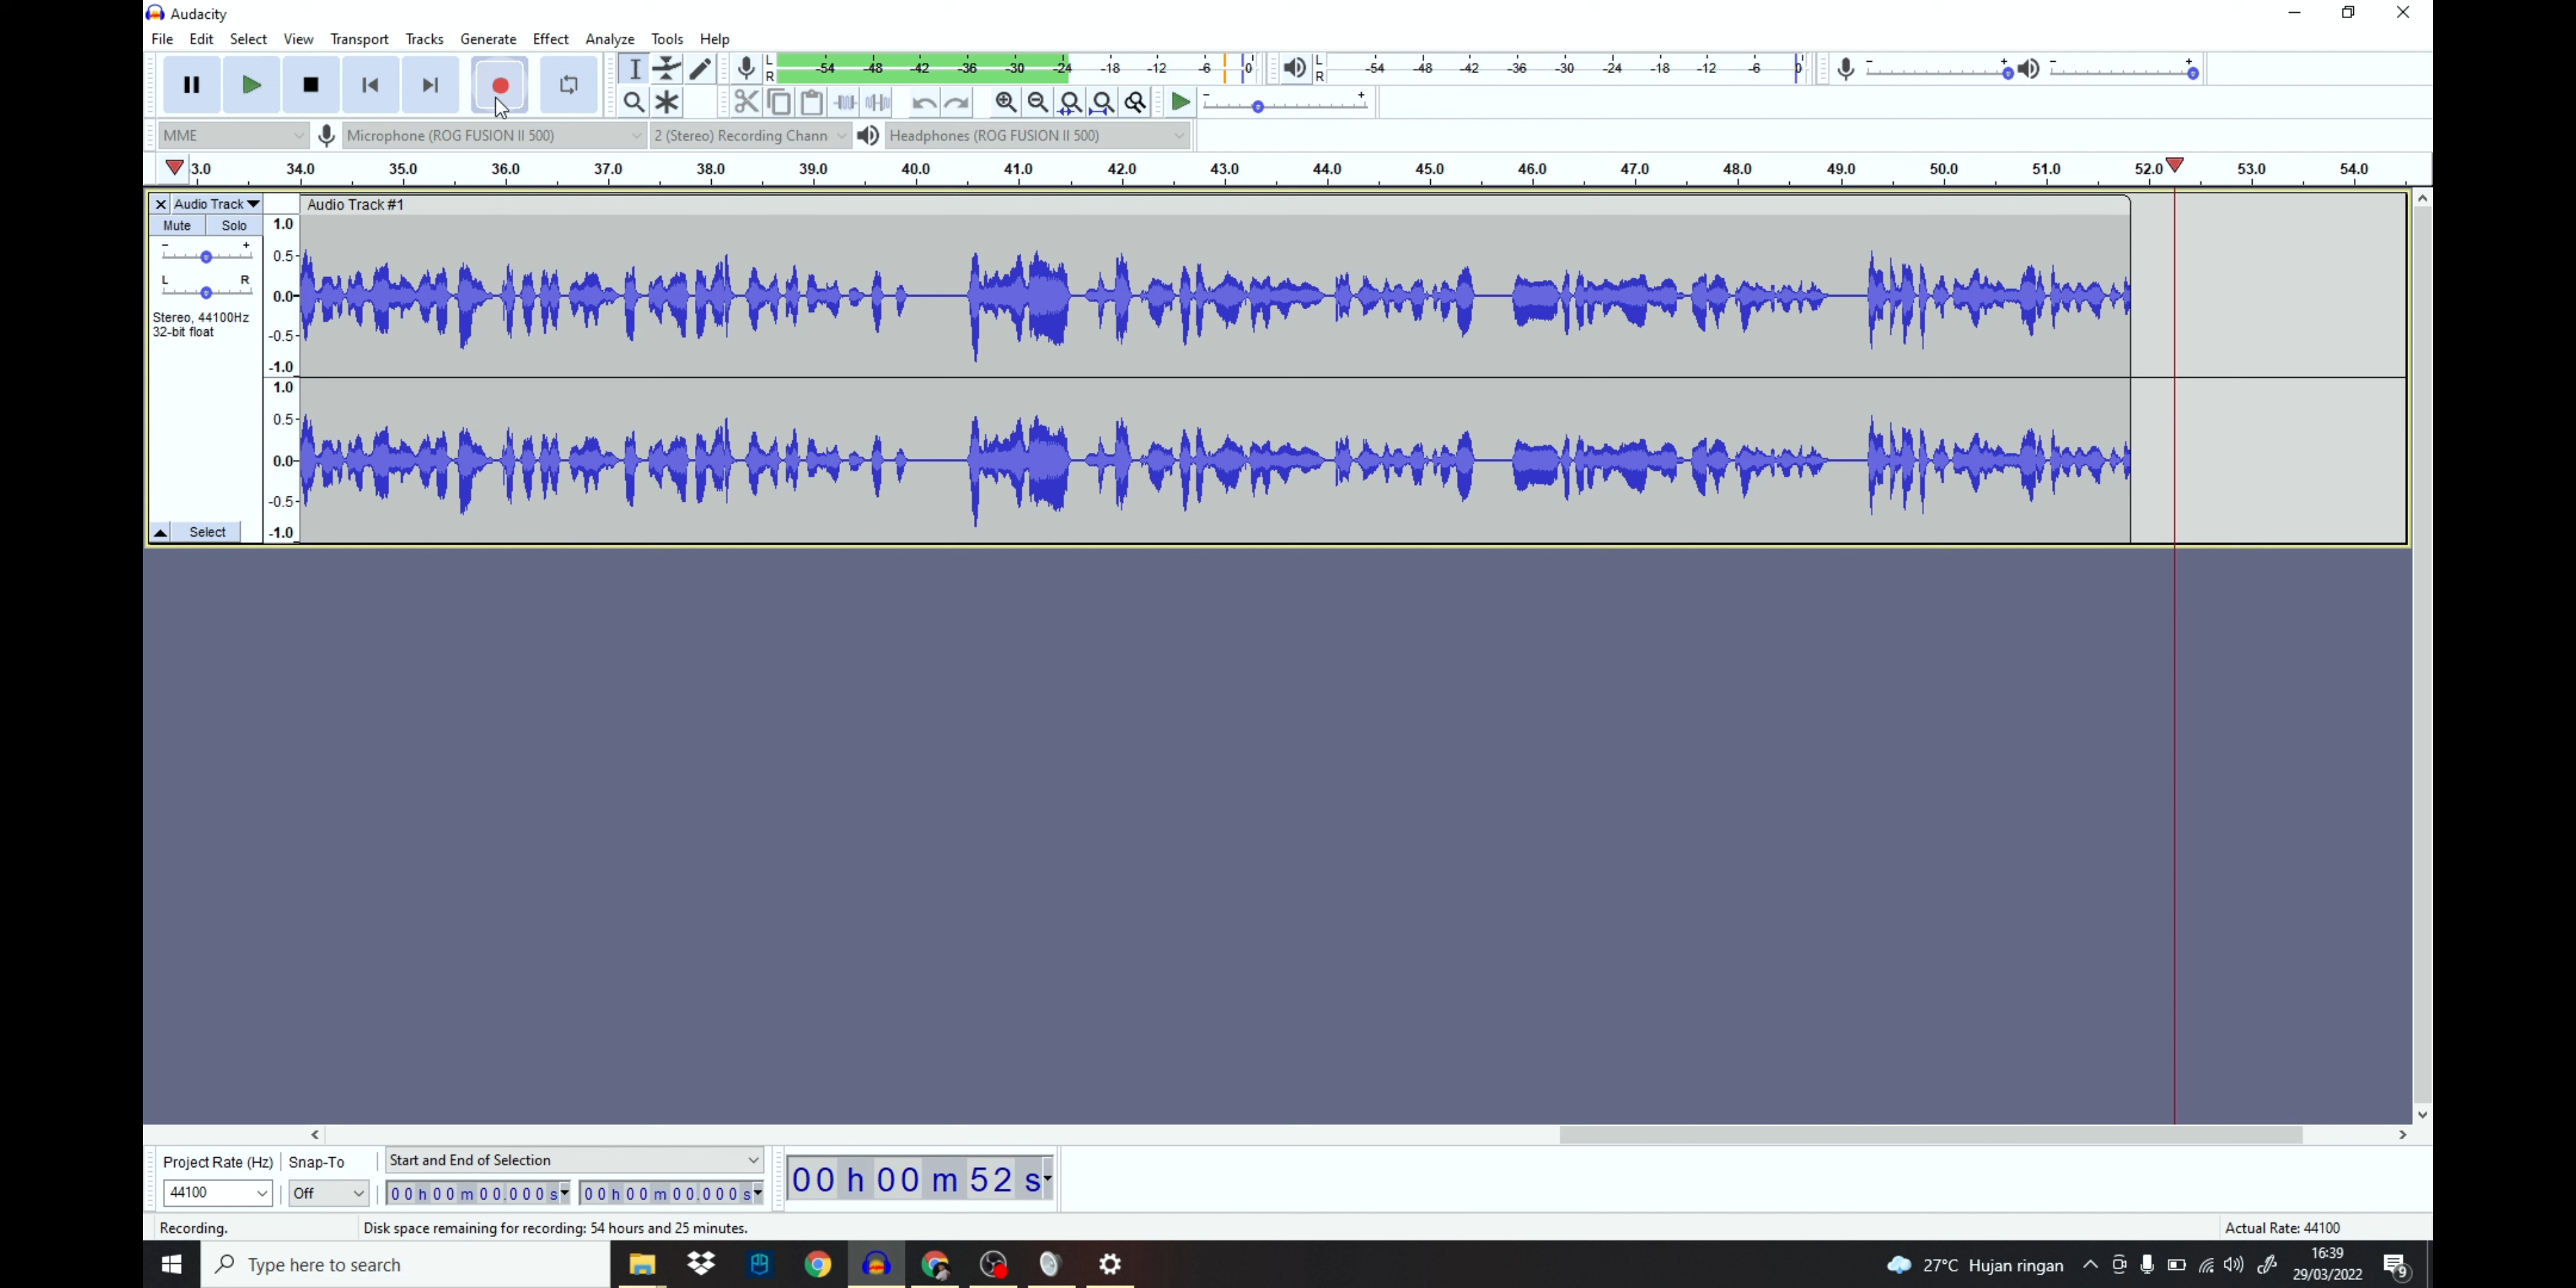 Audacity
File Edit Select View Transport Tracks Generate Effect Analyze Tools Help
L
R
-54 -48 -42 -36 -30 -24 -18 -12 -6 0
L
R
-54 -48 -42 -36 -30 -24 -18 -12 -6 0
- +
- +
- +
MME Microphone (ROG FUSION II 500) 2 (Stereo) Recording Chann Headphones (ROG FUSION II 500)
3.0 34.0 35.0 36.0 37.0 38.0 39.0 40.0 41.0 42.0 43.0 44.0 45.0 46.0 47.0 48.0 49.0 50.0 51.0 52.0 53.0 54.0
Audio Track Audio Track #1
Mute Solo
- +
L R
Stereo, 44100Hz
32-bit float
1.0
0.5
0.0
-0.5
-1.0
1.0
0.5
0.0
-0.5
-1.0
Select
Project Rate (Hz) Snap-To Start and End of Selection
44100 Off 00 h 00 m 00.000 s 00 h 00 m 00.000 s
00 h 00 m 52 s
Recording. Disk space remaining for recording: 54 hours and 25 minutes. Actual Rate: 44100
Type here to search
27°C Hujan ringan
16:39
29/03/2022
9